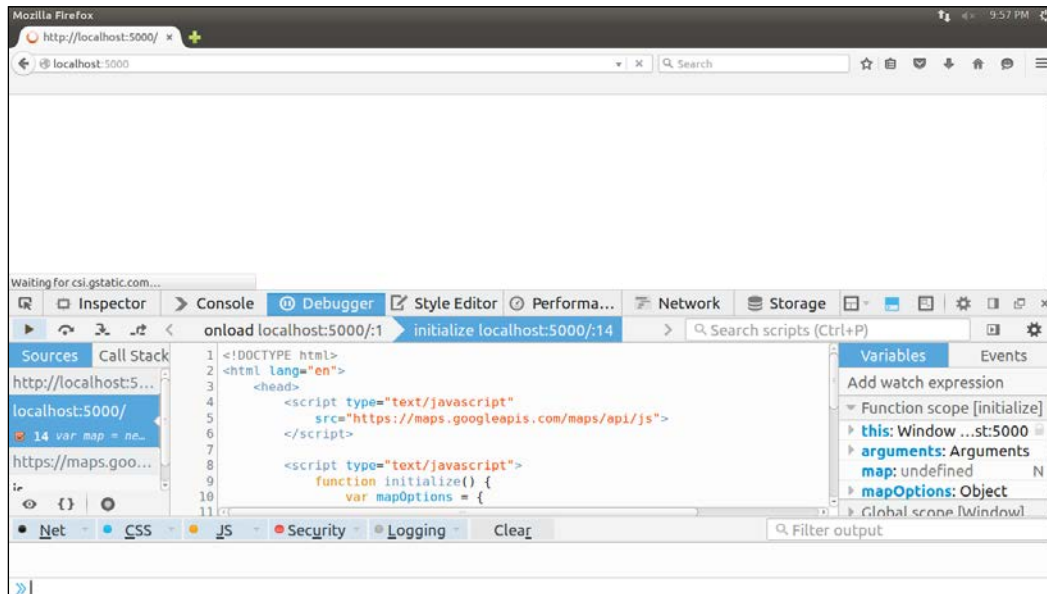 Mozilla Firefox 9:57 PM
http://localhost:5000/ ×
localhost:5000 Search
Waiting for csi.gstatic.com...
Inspector Console Debugger Style Editor Performa... Network Storage
onload localhost:5000/:1 initialize localhost:5000/:14 Search scripts (Ctrl+P)
Sources Call Stack
http://localhost:5...
localhost:5000/
14 var map = ne…
https://maps.goo...
1 <!DOCTYPE html>
2 <html lang="en">
3 <head>
4 <script type="text/javascript"
5 src="https://maps.googleapis.com/maps/api/js">
6 </script>
7
8 <script type="text/javascript">
9 function initialize() {
10 var mapOptions = {
11
Variables Events
Add watch expression
Function scope [initialize]
this: Window ...st:5000
arguments: Arguments
map: undefined N
mapOptions: Object
Global scope [Window]
{}
Net CSS JS Security Logging Clear Filter output
»